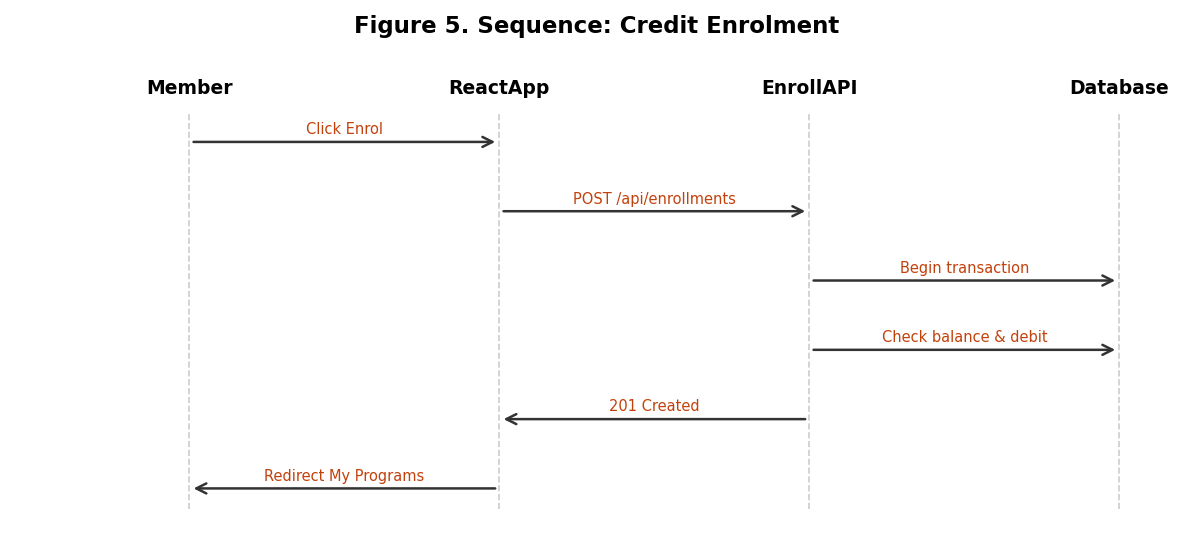 Figure 5. Sequence: Credit Enrolment
Member ReactApp EnrollAPI Database
Click Enrol
POST /api/enrollments
Begin transaction
Check balance & debit
201 Created
Redirect My Programs